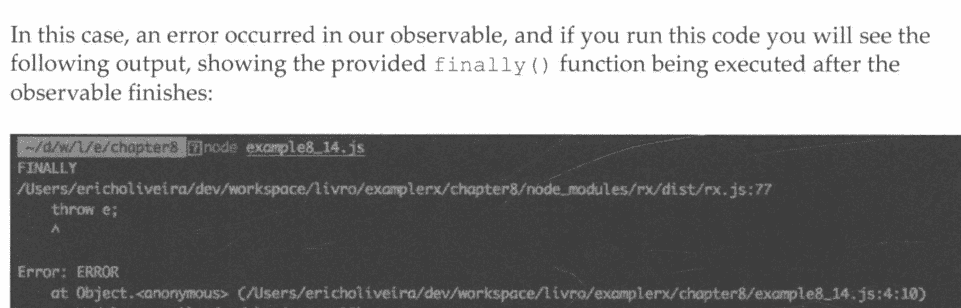 In this case, an error occurred in our observable, and if you run this code you will see the
following output, showing the provided finally() function being executed after the
observable finishes:
~/d/w/l/e/chapter8 node example8_14.js
FINALLY
/Users/ericholiveira/dev/workspace/livro/examplerx/chapter8/node_modules/rx/dist/rx.js:77
throw e;
^
Error: ERROR
at Object.<anonymous> (/Users/ericholiveira/dev/workspace/livro/examplerx/chapter8/example8_14.js:4:10)